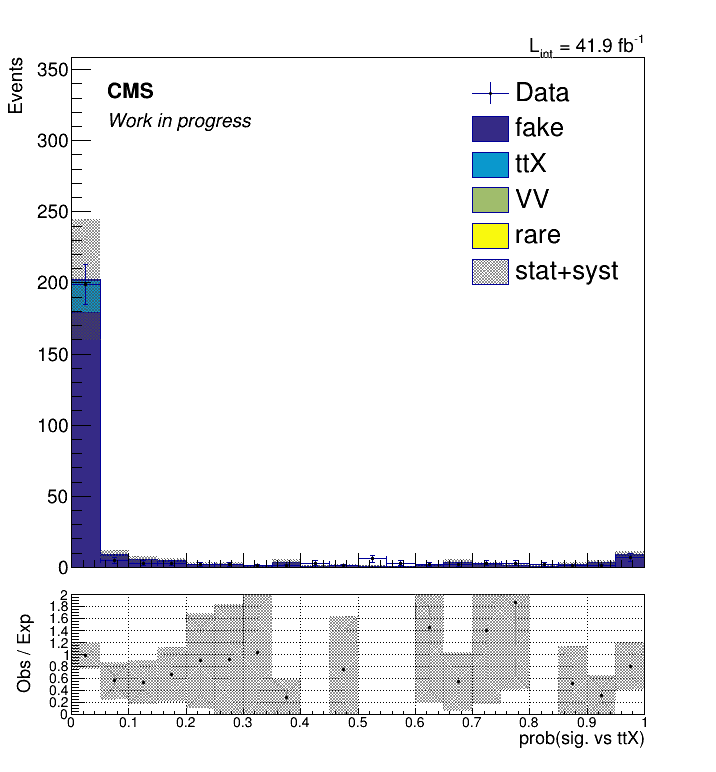 L_int = 41.9 fb^-1
Events
350
300
250
200
150
100
50
0
CMS
Work in progress
Data
fake
ttX
VV
rare
stat+syst
Obs / Exp
2
1.8
1.6
1.4
1.2
1
0.8
0.6
0.4
0.2
0
0 0.1 0.2 0.3 0.4 0.5 0.6 0.7 0.8 0.9 1
prob(sig. vs ttX)